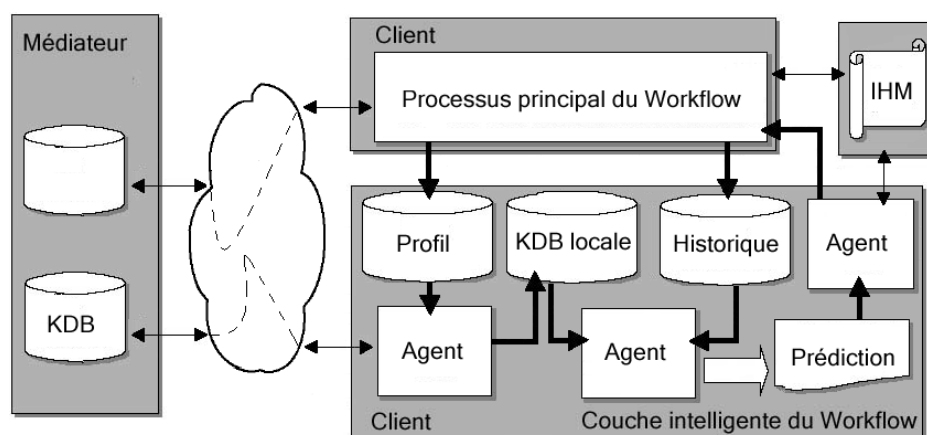 Médiateur
KDB
Client
Processus principal du Workflow
IHM
Profil
KDB locale
Historique
Agent
Agent
Agent
Prédiction
Client
Couche intelligente du Workflow